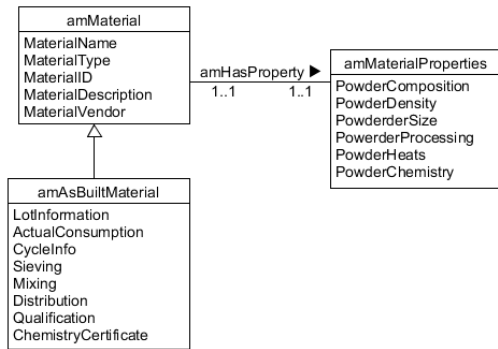 amMaterial
MaterialName
MaterialType
MaterialID
MaterialDescription
MaterialVendor
amHasProperty ▶
1..1 1..1
amMaterialProperties
PowderComposition
PowderDensity
PowderderSize
PowerderProcessing
PowderHeats
PowderChemistry
amAsBuiltMaterial
LotInformation
ActualConsumption
CycleInfo
Sieving
Mixing
Distribution
Qualification
ChemistryCertificate